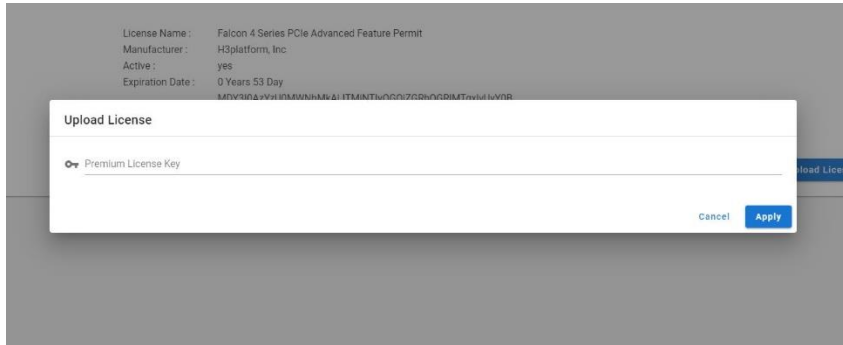 License Name : Falcon 4 Series PCIe Advanced Feature Permit
Manufacturer : H3platform, Inc
Active : yes
Expiration Date : 0 Years 53 Day
Upload License
Premium License Key
Cancel Apply